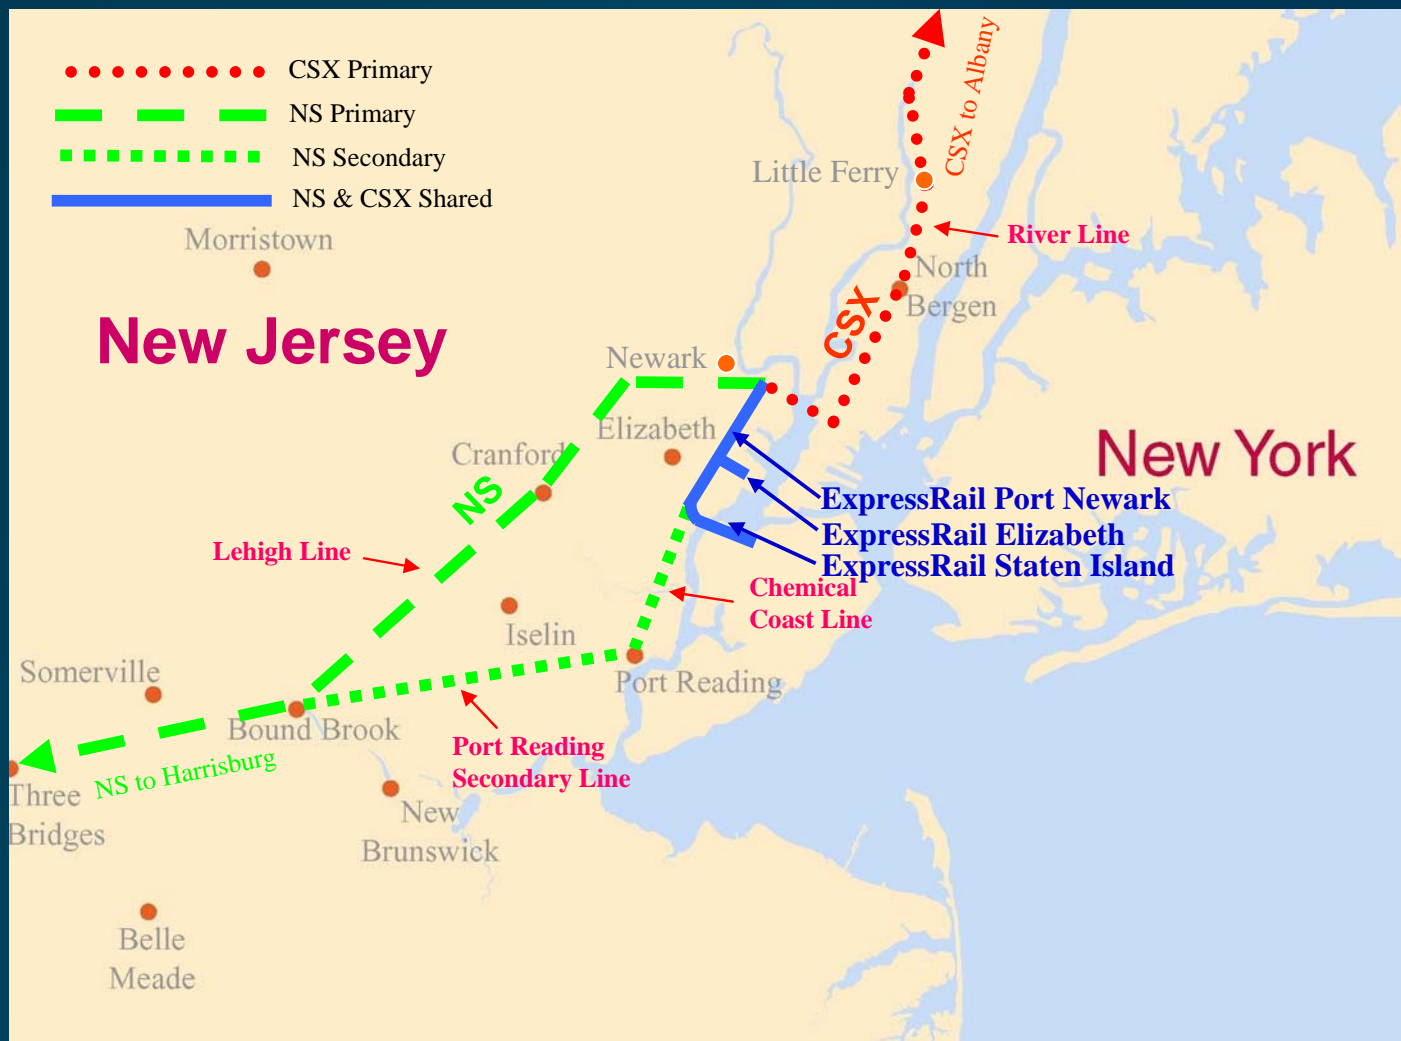 CSX Primary
NS Primary
NS Secondary
NS & CSX Shared
CSX to Albany
Little Ferry
Morristown
River Line
North
Bergen
New Jersey
CSX
Newark
Elizabeth
Cranford
New York
NS
ExpressRail Port Newark
ExpressRail Elizabeth
ExpressRail Staten Island
Lehigh Line
Chemical
Coast Line
Iselin
Somerville
Port Reading
Bound Brook
Port Reading
Secondary Line
NS to Harrisburg
Three
Bridges
New
Brunswick
Belle
Meade